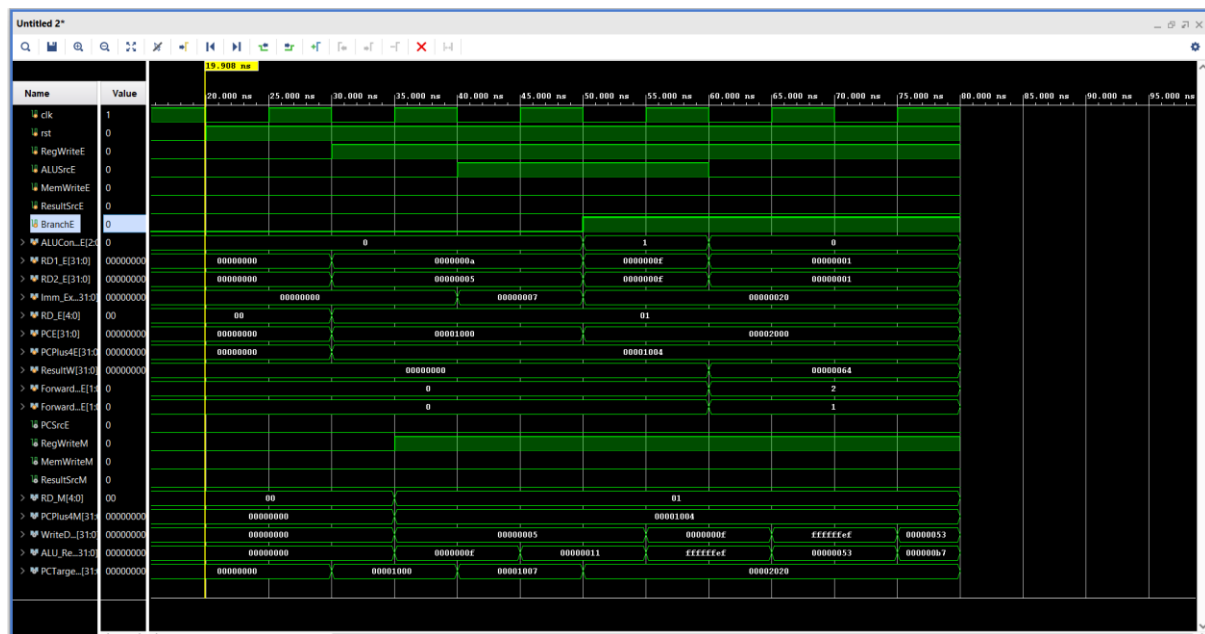 Untitled 2*
19.908 ns
Name Value
20.000 ns 25.000 ns 30.000 ns 35.000 ns 40.000 ns 45.000 ns 50.000 ns 55.000 ns 60.000 ns 65.000 ns 70.000 ns 75.000 ns 80.000 ns 85.000 ns 90.000 ns 95.000 ns
clk 1
rst 0
RegWriteE 0
ALUSrcE 0
MemWriteE 0
ResultSrcE 0
BranchE 0
ALUCon...E[2:0 0 0 1 0
RD1_E[31:0] 00000000 00000000 0000000a 0000000f 00000001
RD2_E[31:0] 00000000 00000000 00000005 0000000f 00000001
Imm_Ex...31:0] 00000000 00000000 00000007 00000020
RD_E[4:0] 00 00 01
PCE[31:0] 00000000 00000000 00001000 00002000
PCPlus4E[31:0 00000000 00000000 00001004
ResultW[31:0] 00000000 00000000 00000064
Forward...E[1:0 0 0 2
Forward...E[1:0 0 0 1
PCSrcE 0
RegWriteM 0
MemWriteM 0
ResultSrcM 0
RD_M[4:0] 00 00 01
PCPlus4M[31: 00000000 00000000 00001004
WriteD...[31:0 00000000 00000000 00000005 0000000f ffffffef 00000053
ALU_Re...31:0] 00000000 00000000 0000000f 00000011 ffffffef 00000053 000000b7
PCTarge...[31: 00000000 00000000 00001000 00001007 00002020